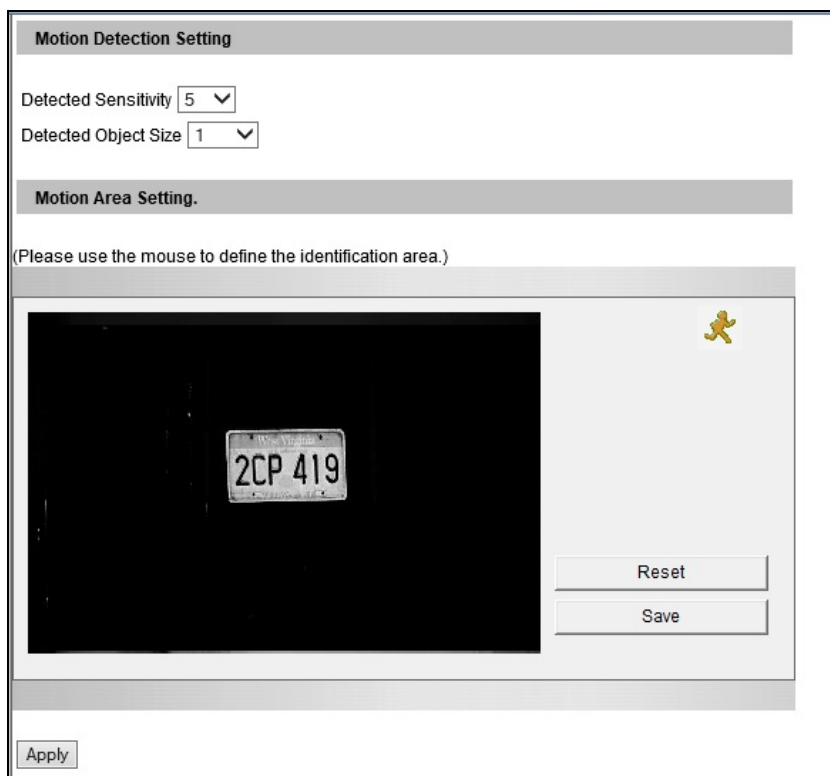 Motion Detection Setting
Detected Sensitivity 5
Detected Object Size 1
Motion Area Setting.
(Please use the mouse to define the identification area.)
West Virginia
2CP 419
Reset
Save
Apply